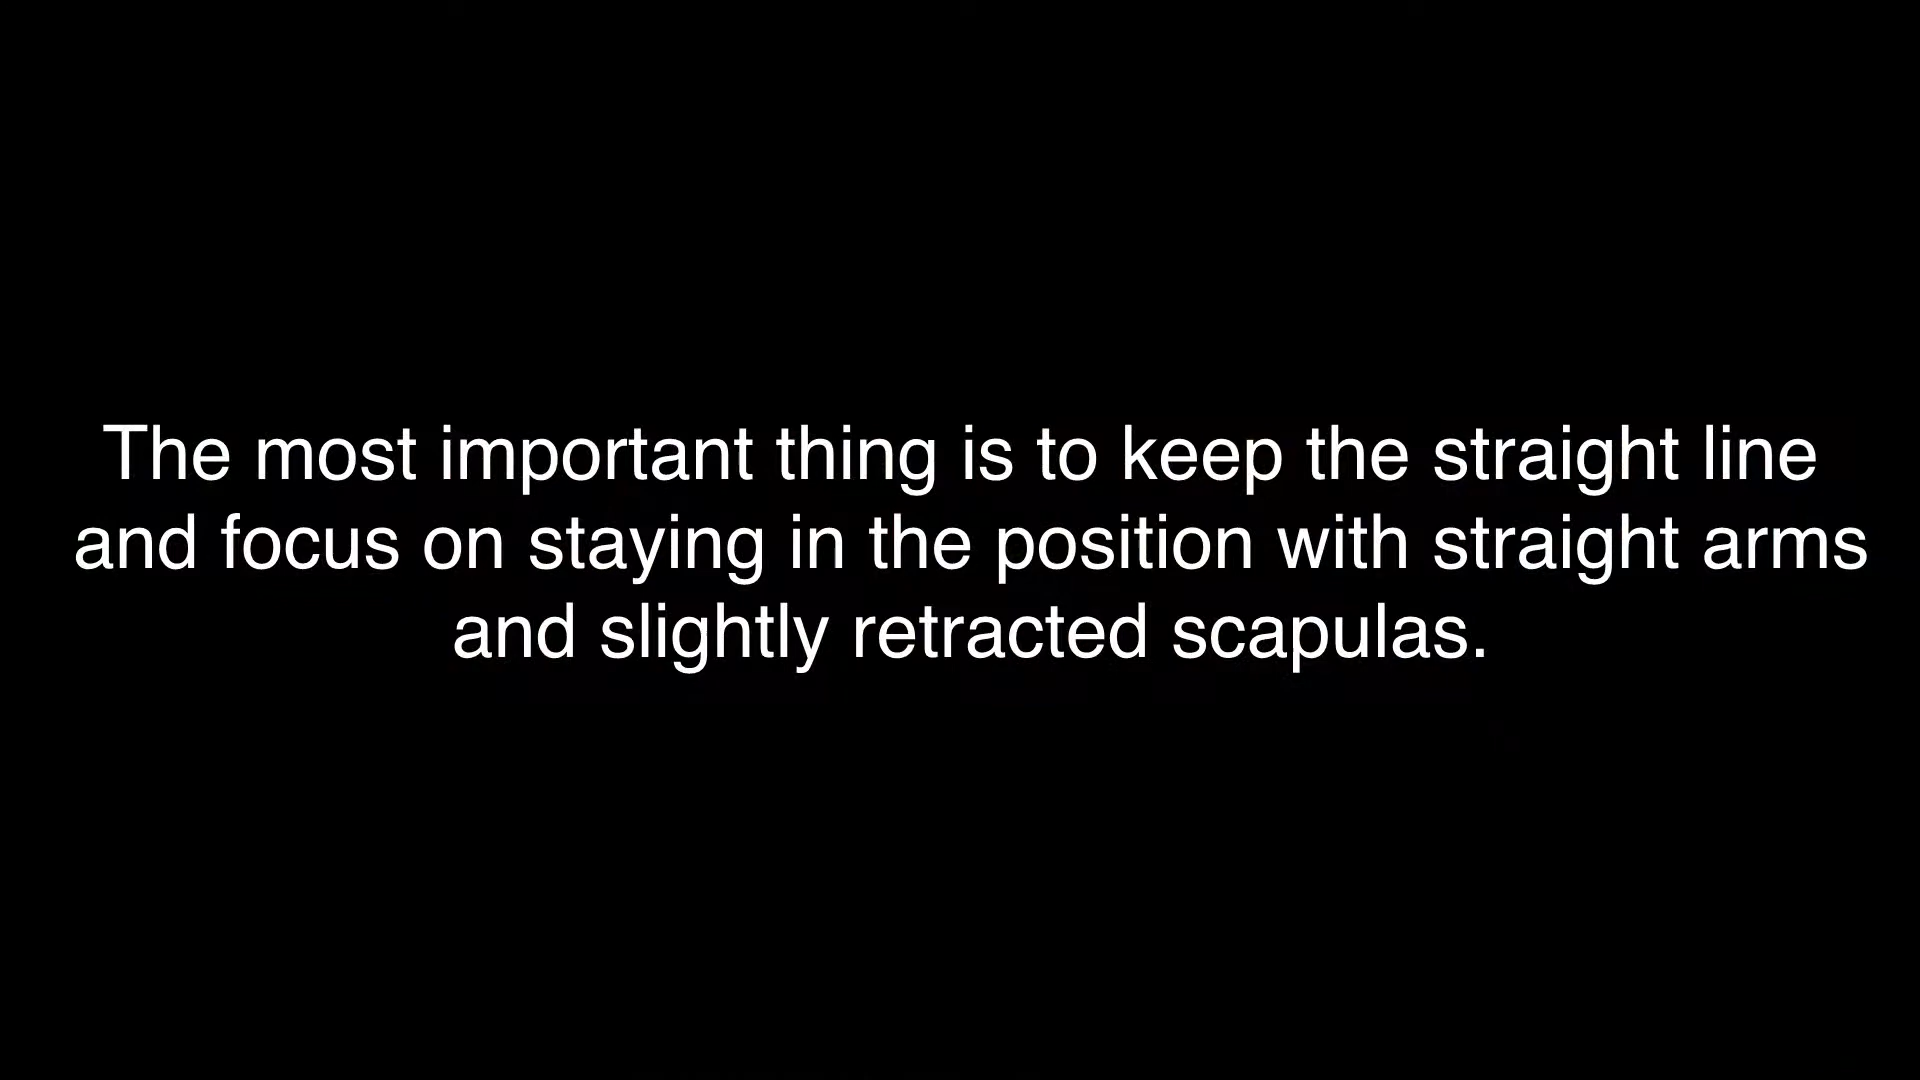 The most important thing is to keep the straight line
and focus on staying in the position with straight arms
and slightly retracted scapulas.